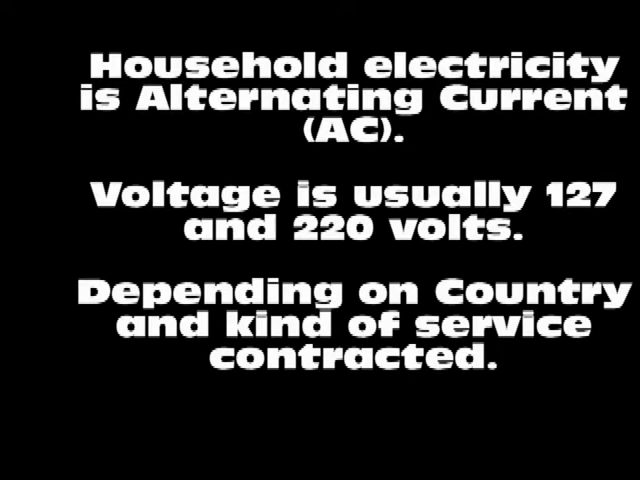 Household electricity
is Alternating Current
(AC).
Voltage is usually 127
and 220 volts.
Depending on Country
and kind of service
contracted.